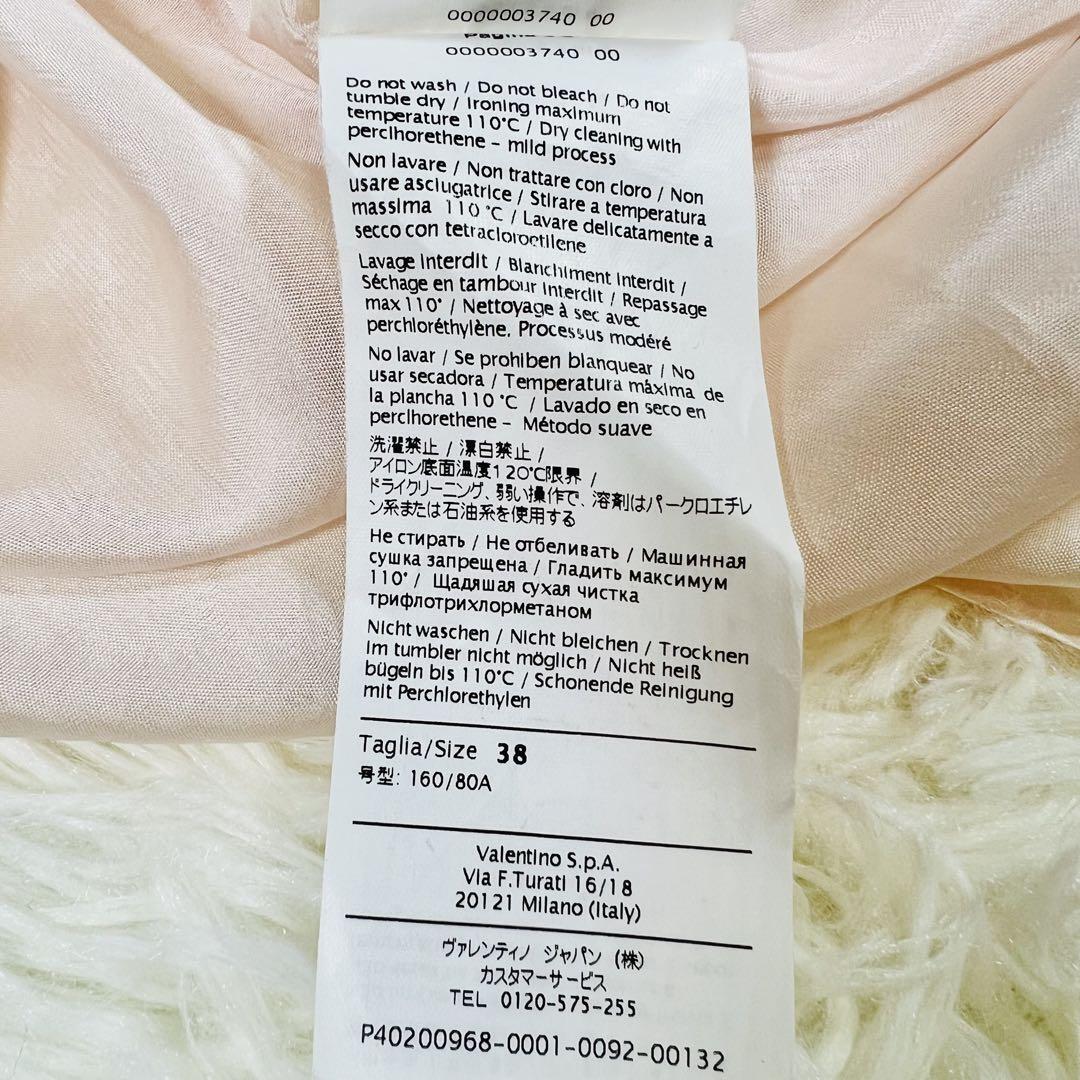 0000003740 00
0000003740 00
Do not wash / Do not bleach / Do not
tumble dry / Ironing maximum
temperature 110°C / Dry cleaning with
perclhorethene - mild process
Non lavare / Non trattare con cloro / Non
usare asciugatrice / Stirare a temperatura
massima 110 °C / Lavare delicatamente a
secco con tetracloroetilene
Lavage Interdit / Blanchiment Interdit /
Séchage en tambour Interdit / Repassage
max 110° / Nettoyage à sec avec
perchloréthylène. Processus modéré
No lavar / Se prohiben blanquear / No
usar secadora / Temperatura máxima de
la plancha 110 °C / Lavado en seco en
perclhorethene - Método suave
洗濯禁止 / 漂白禁止 /
アイロン底面温度120℃限界 /
ドライクリーニング、弱い操作で、溶剤はパークロエチレ
ン系または石油系を使用する
Не стирать / Не отбеливать / Машинная
сушка запрещена / Гладить максимум
110° / Щадяшая сухая чистка
трифлотрихлорметаном
Nicht waschen / Nicht bleichen / Trocknen
im tumbler nicht möglich / Nicht heiß
bügeln bis 110°C / Schonende Reinigung
mit Perchlorethylen
Taglia/Size 38
号型: 160/80A
Valentino S.p.A.
Via F.Turati 16/18
20121 Milano (Italy)
ヴァレンティノ ジャパン (株)
カスタマーサービス
TEL 0120-575-255
P40200968-0001-0092-00132